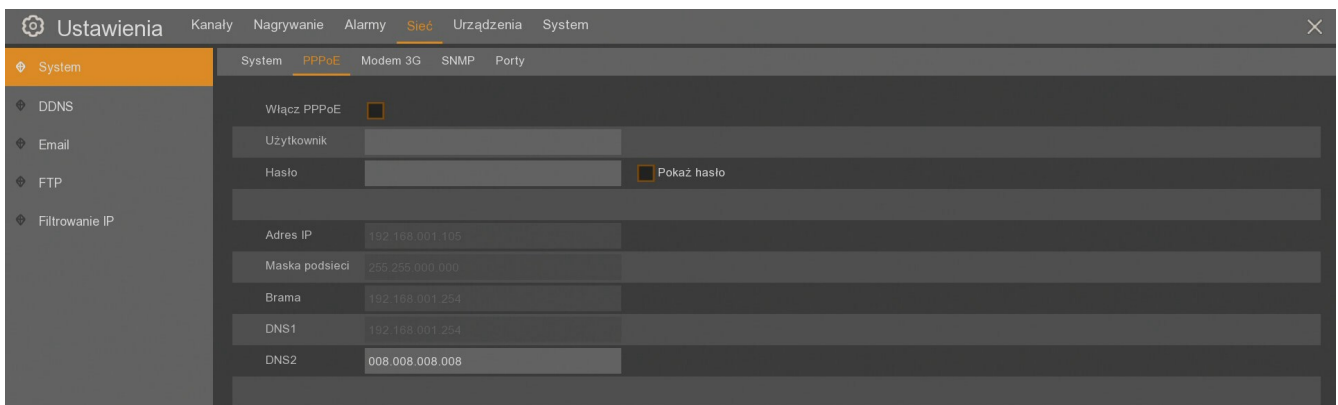 Ustawienia Kanały Nagrywanie Alarmy Sieć Urządzenia System
System
System PPPoE Modem 3G SNMP Porty
DDNS
Email
FTP
Filtrowanie IP
Włącz PPPoE
Użytkownik
Hasło Pokaż hasło
Adres IP 192.168.001.105
Maska podsieci 255.255.000.000
Brama 192.168.001.254
DNS1 192.168.001.254
DNS2 008.008.008.008